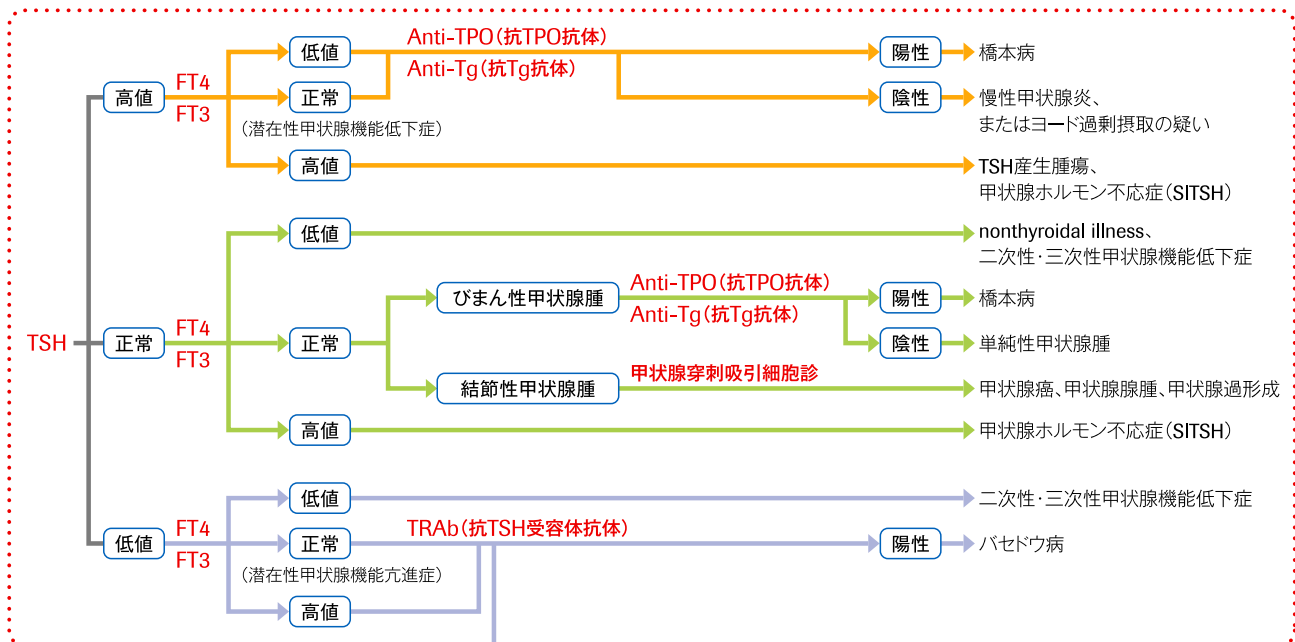 低値
Anti-TPO(抗TPO抗体)
陽性
橋本病
Anti-Tg(抗Tg抗体)
高値
FT4
FT3
正常
陰性
慢性甲状腺炎、
またはヨード過剰摂取の疑い
(潜在性甲状腺機能低下症)
高値
TSH産生腫瘍、
甲状腺ホルモン不応症(SITSH)
低値
nonthyroidal illness、
二次性・三次性甲状腺機能低下症
びまん性甲状腺腫
Anti-TPO(抗TPO抗体)
Anti-Tg(抗Tg抗体)
陽性
橋本病
TSH
正常
FT4
FT3
正常
陰性
単純性甲状腺腫
結節性甲状腺腫
甲状腺穿刺吸引細胞診
甲状腺癌、甲状腺腺腫、甲状腺過形成
高値
甲状腺ホルモン不応症(SITSH)
低値
二次性・三次性甲状腺機能低下症
低値
FT4
FT3
正常
TRAb(抗TSH受容体抗体)
陽性
バセドウ病
(潜在性甲状腺機能亢進症)
高値